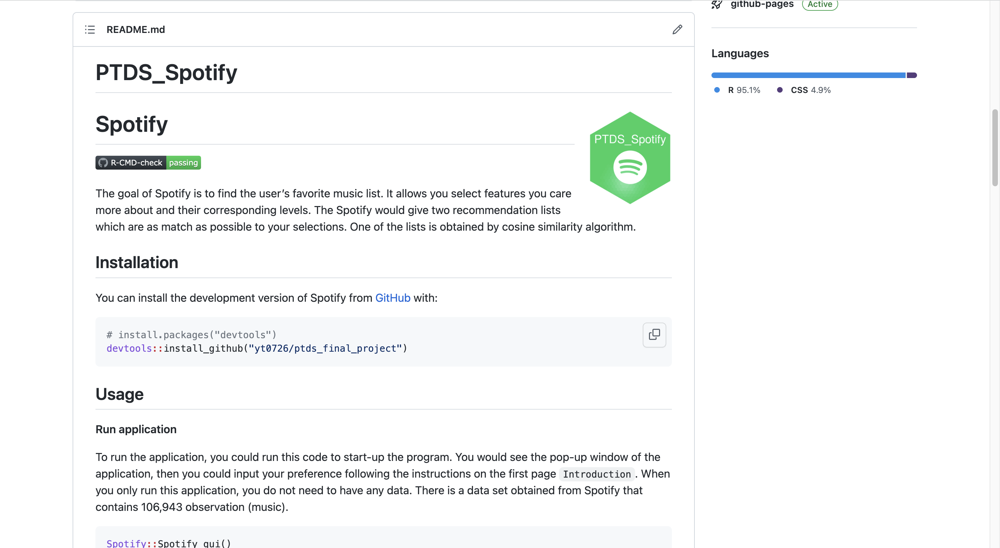 github-pages Active
README.md
Languages
R 95.1% CSS 4.9%
PTDS_Spotify
Spotify
PTDS_Spotify
R-CMD-check passing
The goal of Spotify is to find the user’s favorite music list. It allows you select features you care
more about and their corresponding levels. The Spotify would give two recommendation lists
which are as match as possible to your selections. One of the lists is obtained by cosine similarity algorithm.
Installation
You can install the development version of Spotify from GitHub with:
# install.packages("devtools")
devtools::install_github("yt0726/ptds_final_project")
Usage
Run application
To run the application, you could run this code to start-up the program. You would see the pop-up window of the
application, then you could input your preference following the instructions on the first page Introduction. When
you only run this application, you do not need to have any data. There is a data set obtained from Spotify that
contains 106,943 observation (music).
Spotify::Spotify_gui()